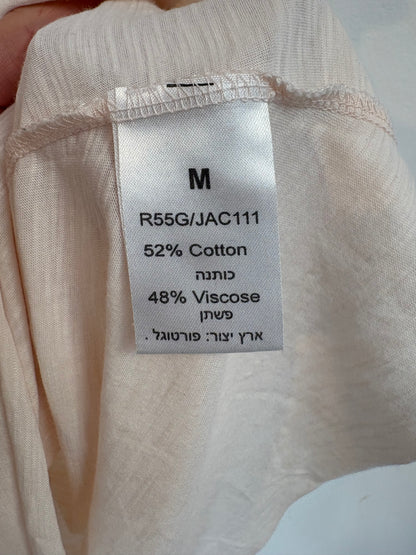 M
R55G/JAC111
52% Cotton
כותנה
48% Viscose
פשתן
ארץ יצור: פורטוגל .